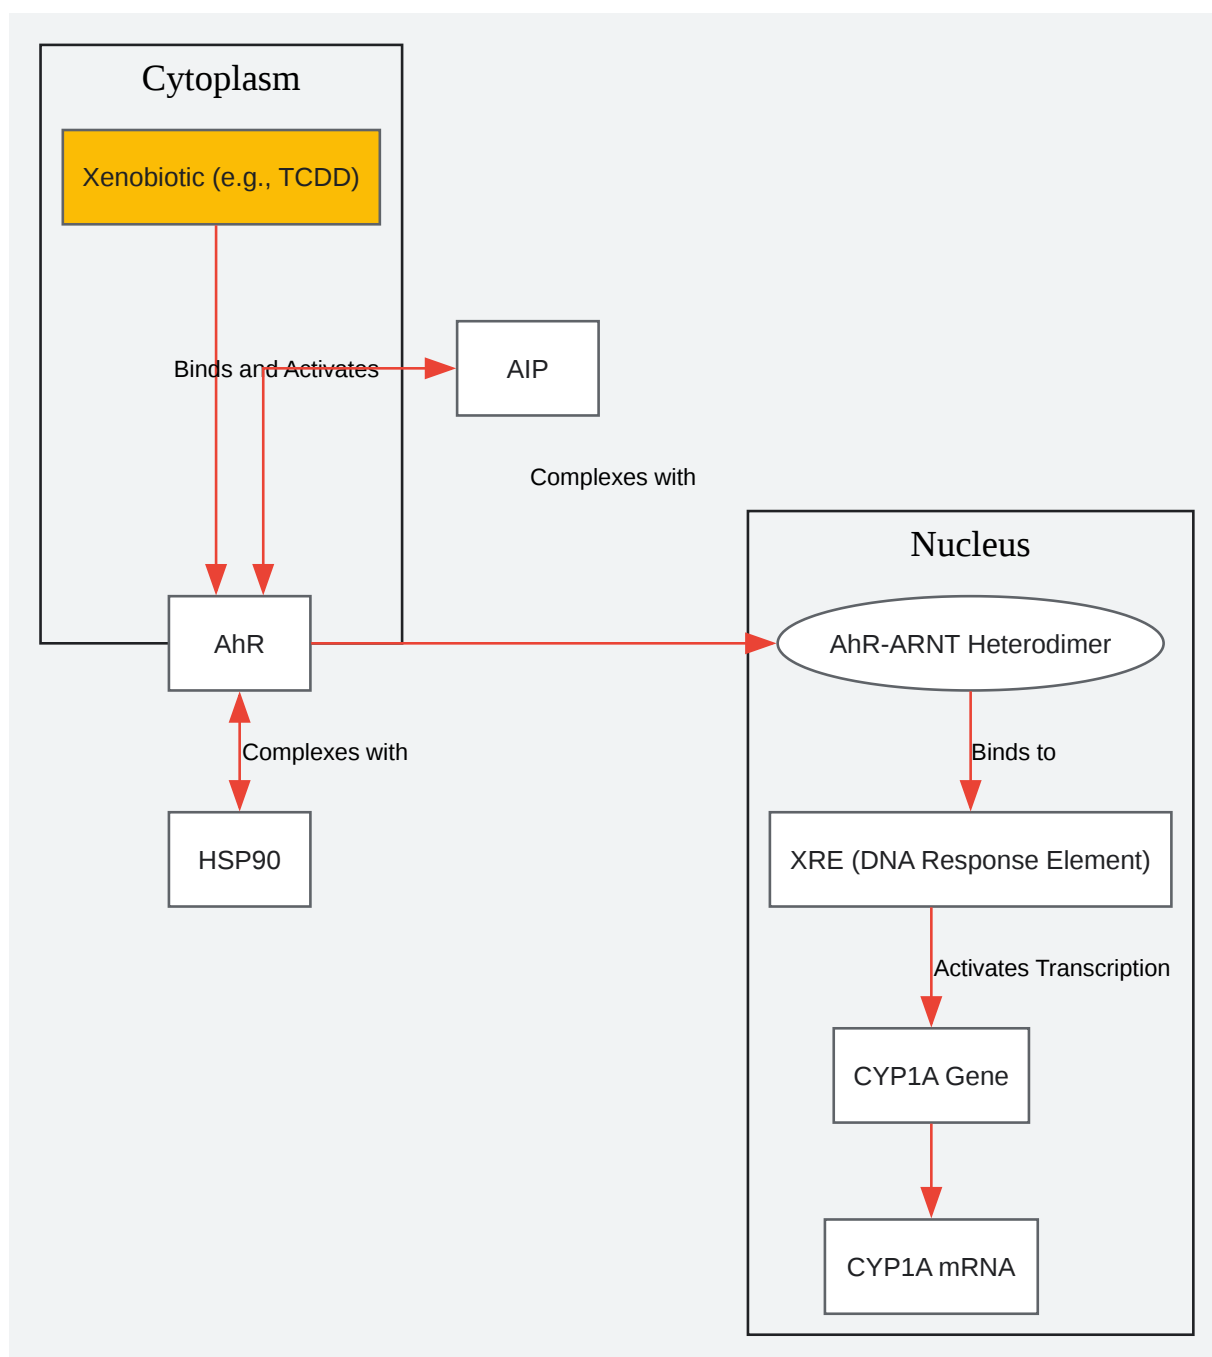 Cytoplasm
Xenobiotic (e.g., TCDD)
Binds and Activates
AIP
Complexes with
Nucleus
AhR
AhR-ARNT Heterodimer
Complexes with
Binds to
HSP90
XRE (DNA Response Element)
Activates Transcription
CYP1A Gene
CYP1A mRNA